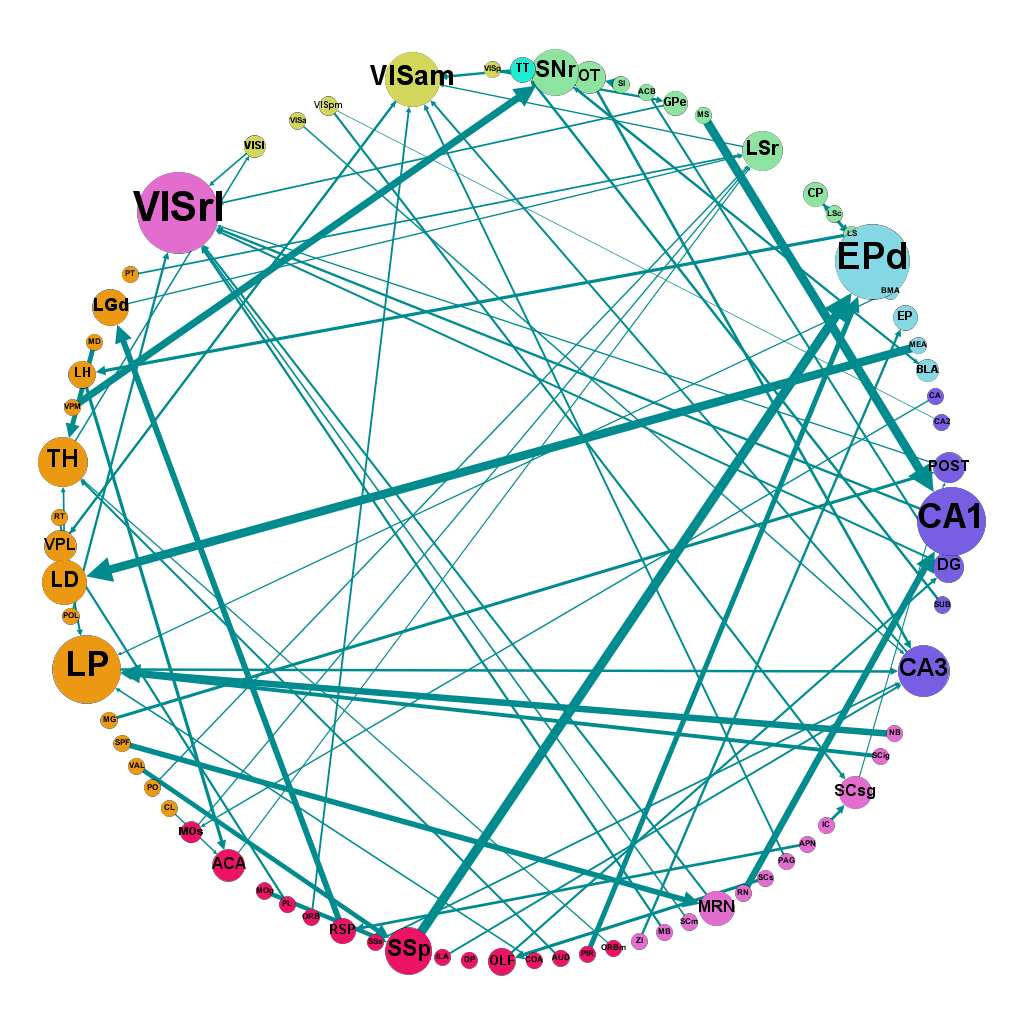 VISam
VISp
TT
SNr
OT
SI
ACB
GPe
MS
LSr
CP
LSc
LS
EPd
BMA
EP
MEA
BLA
CA
CA2
POST
CA1
DG
SUB
CA3
NB
SCig
SCsg
IC
APN
PAG
SCs
RN
MRN
SCm
MB
ZI
ORBm
PIR
AUD
COA
OLF
DP
ILA
SSp
SSs
RSP
ORB
PL
MOp
ACA
MOs
CL
PO
VAL
SPF
MG
LP
POL
LD
VPL
RT
TH
VPM
LH
MD
LGd
PT
VISrl
VISl
VISa
VISpm